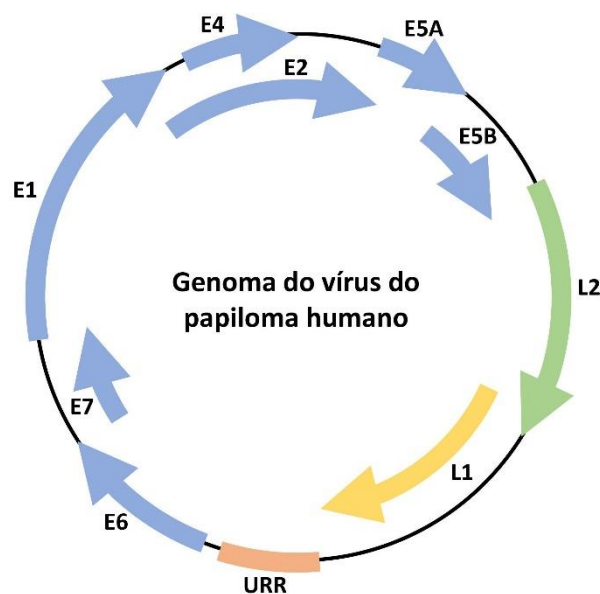 E4
E5A
E2
E5B
E1
Genoma do vírus do
papiloma humano
L2
E7
L1
E6
URR